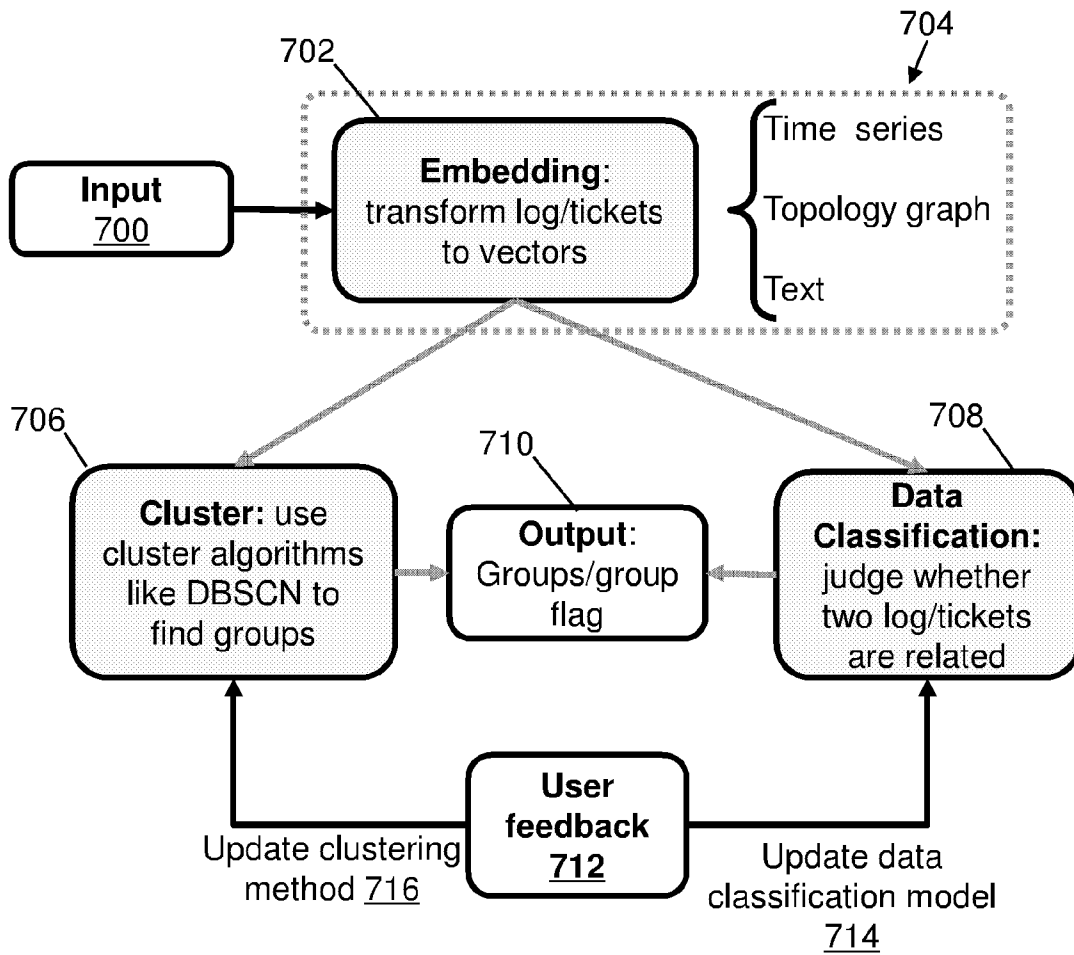 704
702
Time series
Embedding:
transform log/tickets
to vectors
Topology graph
Text
Input
700
706
708
710
Cluster: use
cluster algorithms
like DBSCN to
find groups
Output:
Groups/group
flag
Data
Classification:
judge whether
two log/tickets
are related
User
feedback
712
Update clustering
method 716
Update data
classification model
714